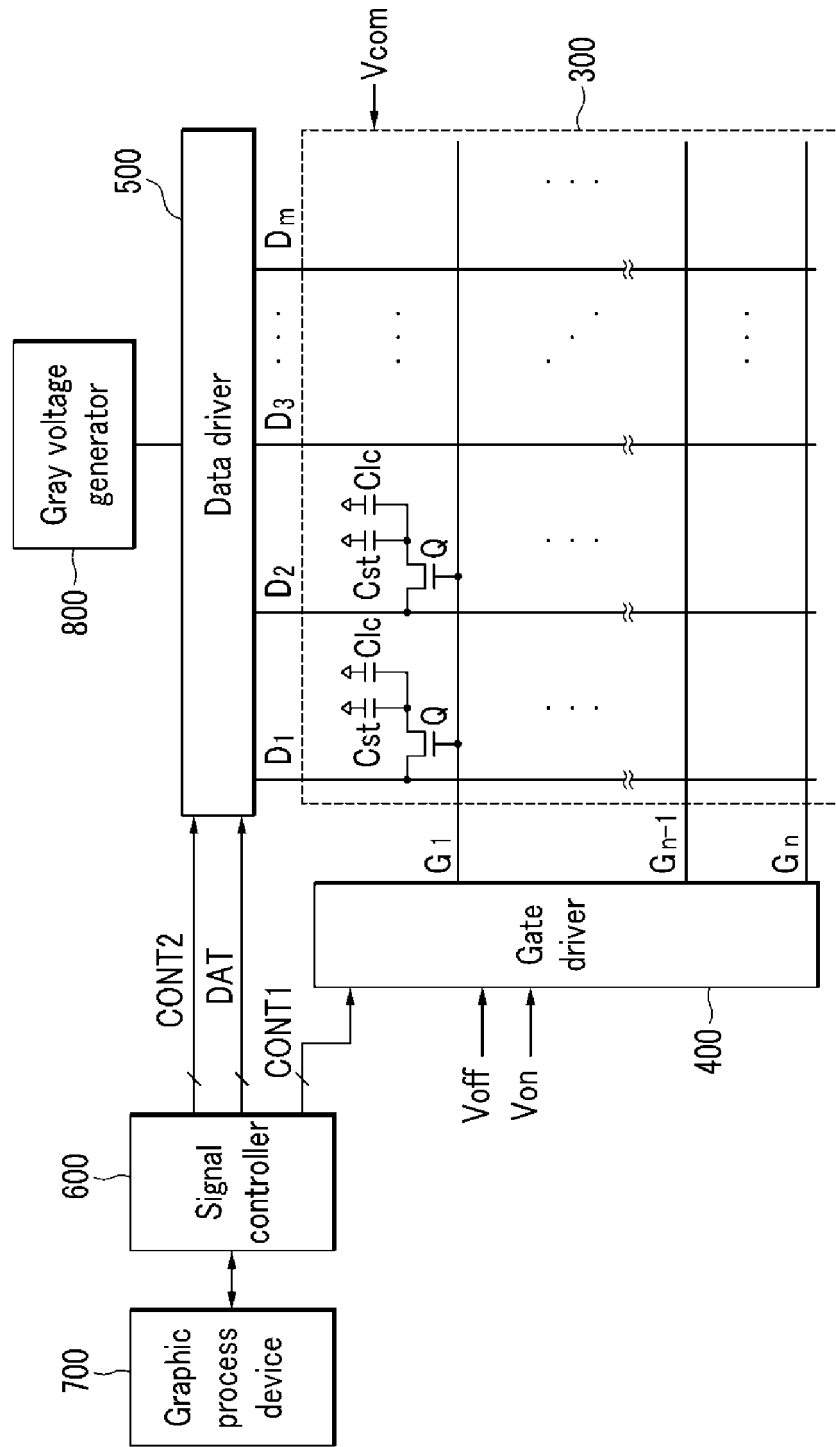 800
Gray voltage
generator
500
Data driver
700
Graphic
process
device
600
Signal
controller
CONT2
DAT
CONT1
D1
D2
D3
. . .
Dm
Vcom
Cst
Clc
Q
Cst
Clc
Q
300
Voff
Von
Gate
driver
400
G1
Gn-1
Gn